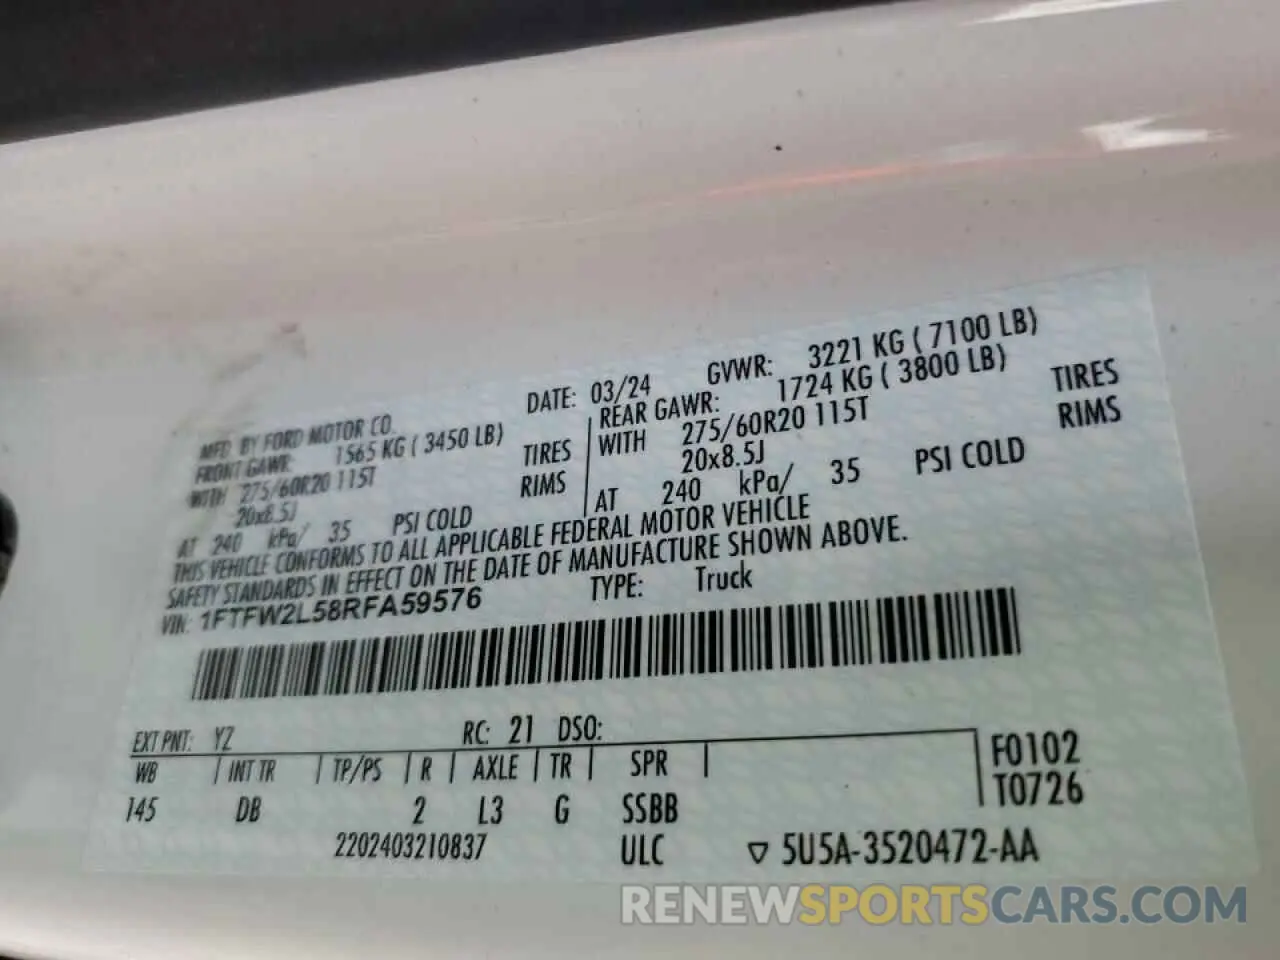 MFD. BY FORD MOTOR CO. DATE: 03/24 GVWR: 3221 KG ( 7100 LB)
FRONT GAWR: 1565 KG ( 3450 LB) REAR GAWR: 1724 KG ( 3800 LB)
WITH 275/60R20 115T TIRES WITH 275/60R20 115T TIRES
20x8.5J RIMS 20x8.5J RIMS
AT 240 kPa/ 35 PSI COLD AT 240 kPa/ 35 PSI COLD
THIS VEHICLE CONFORMS TO ALL APPLICABLE FEDERAL MOTOR VEHICLE
SAFETY STANDARDS IN EFFECT ON THE DATE OF MANUFACTURE SHOWN ABOVE.
VIN: 1FTFW2L58RFA59576 TYPE: Truck
EXT PNT: YZ RC: 21 DSO:
WB INT TR TP/PS R AXLE TR SPR F0102
145 DB 2 L3 G SSBB T0726
2202403210837 ULC ▽ 5U5A-3520472-AA
RENEWSPORTSCARS.COM